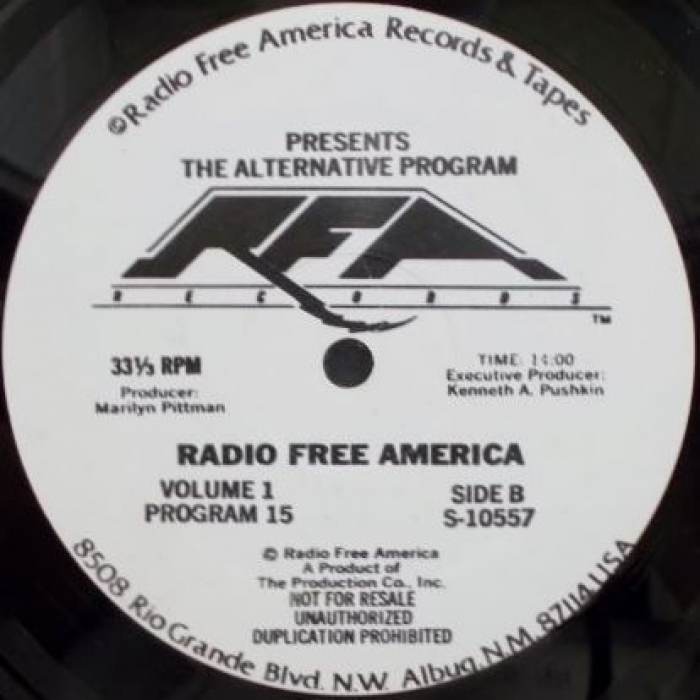 ©Radio Free America Records & Tapes
PRESENTS
THE ALTERNATIVE PROGRAM
RFA
RECORDS
TM
33⅓ RPM
Producer:
Marilyn Pittman
TIME: 14:00
Executive Producer:
Kenneth A. Pushkin
RADIO FREE AMERICA
VOLUME 1
PROGRAM 15
SIDE B
S-10557
© Radio Free America
A Product of
The Production Co., Inc.
NOT FOR RESALE
UNAUTHORIZED
DUPLICATION PROHIBITED
8508 Rio Grande Blvd. N.W. Albuq. N.M. 87114 USA